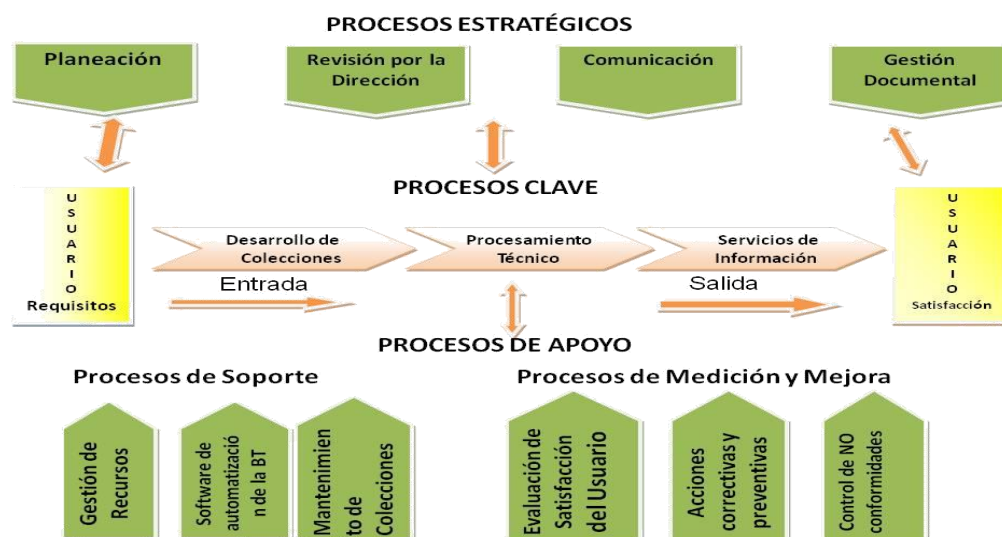 PROCESOS ESTRATÉGICOS
Planeación
Revisión por la
Dirección
Comunicación
Gestión
Documental
PROCESOS CLAVE
USUARIO
Requisitos
Desarrollo de
Colecciones
Procesamiento
Técnico
Servicios de
Información
USUARIO
Satisfacción
Entrada
Salida
PROCESOS DE APOYO
Procesos de Soporte
Procesos de Medición y Mejora
Gestión de
Recursos
Software de
automatizació
n de la BT
Mantenimien
to de
Colecciones
Evaluación de
Satisfacción
del Usuario
Acciones
correctivas y
preventivas
Control de NO
conformidades